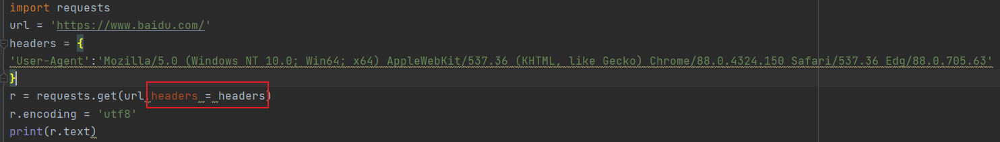 import requests
url = 'https://www.baidu.com/'
headers = {
'User-Agent':'Mozilla/5.0 (Windows NT 10.0; Win64; x64) AppleWebKit/537.36 (KHTML, like Gecko) Chrome/88.0.4324.150 Safari/537.36 Edg/88.0.705.63'
}
r = requests.get(url,headers = headers)
r.encoding = 'utf8'
print(r.text)